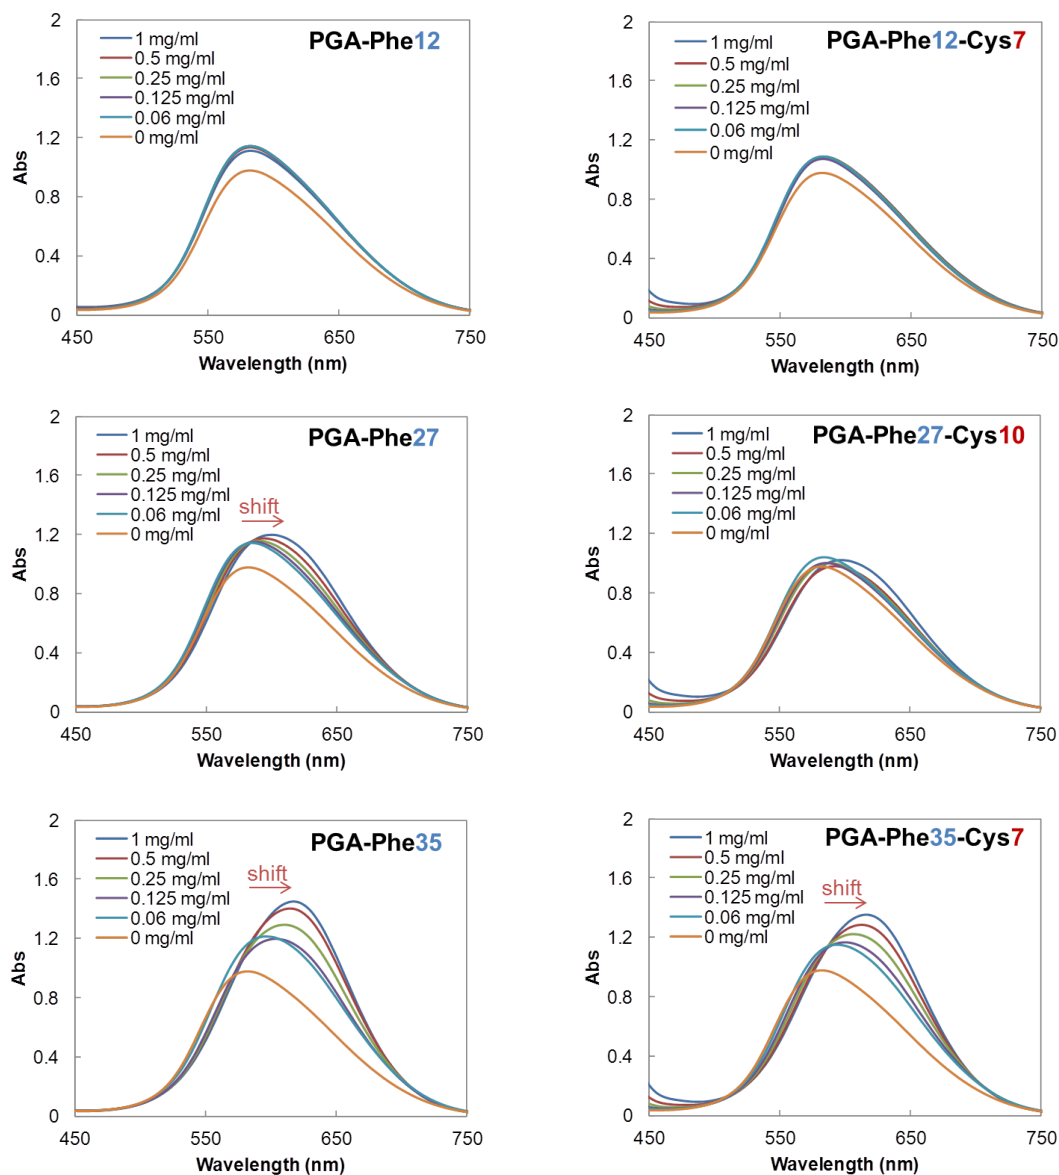 PGA-Phe12
1 mg/ml
0.5 mg/ml
0.25 mg/ml
0.125 mg/ml
0.06 mg/ml
0 mg/ml
2
1.6
1.2
0.8
0.4
0
Abs
450
550
650
750
Wavelength (nm)
PGA-Phe12-Cys7
1 mg/ml
0.5 mg/ml
0.25 mg/ml
0.125 mg/ml
0.06 mg/ml
0 mg/ml
2
1.6
1.2
0.8
0.4
0
Abs
450
550
650
750
Wavelength (nm)
PGA-Phe27
1 mg/ml
0.5 mg/ml
0.25 mg/ml
0.125 mg/ml
0.06 mg/ml
0 mg/ml
shift
2
1.6
1.2
0.8
0.4
0
Abs
450
550
650
750
Wavelength (nm)
PGA-Phe27-Cys10
1 mg/ml
0.5 mg/ml
0.25 mg/ml
0.125 mg/ml
0.06 mg/ml
0 mg/ml
2
1.6
1.2
0.8
0.4
0
Abs
450
550
650
750
Wavelength (nm)
PGA-Phe35
1 mg/ml
0.5 mg/ml
0.25 mg/ml
0.125 mg/ml
0.06 mg/ml
0 mg/ml
shift
2
1.6
1.2
0.8
0.4
0
Abs
450
550
650
750
Wavelength (nm)
PGA-Phe35-Cys7
1 mg/ml
0.5 mg/ml
0.25 mg/ml
0.125 mg/ml
0.06 mg/ml
0 mg/ml
shift
2
1.6
1.2
0.8
0.4
0
Abs
450
550
650
750
Wavelength (nm)